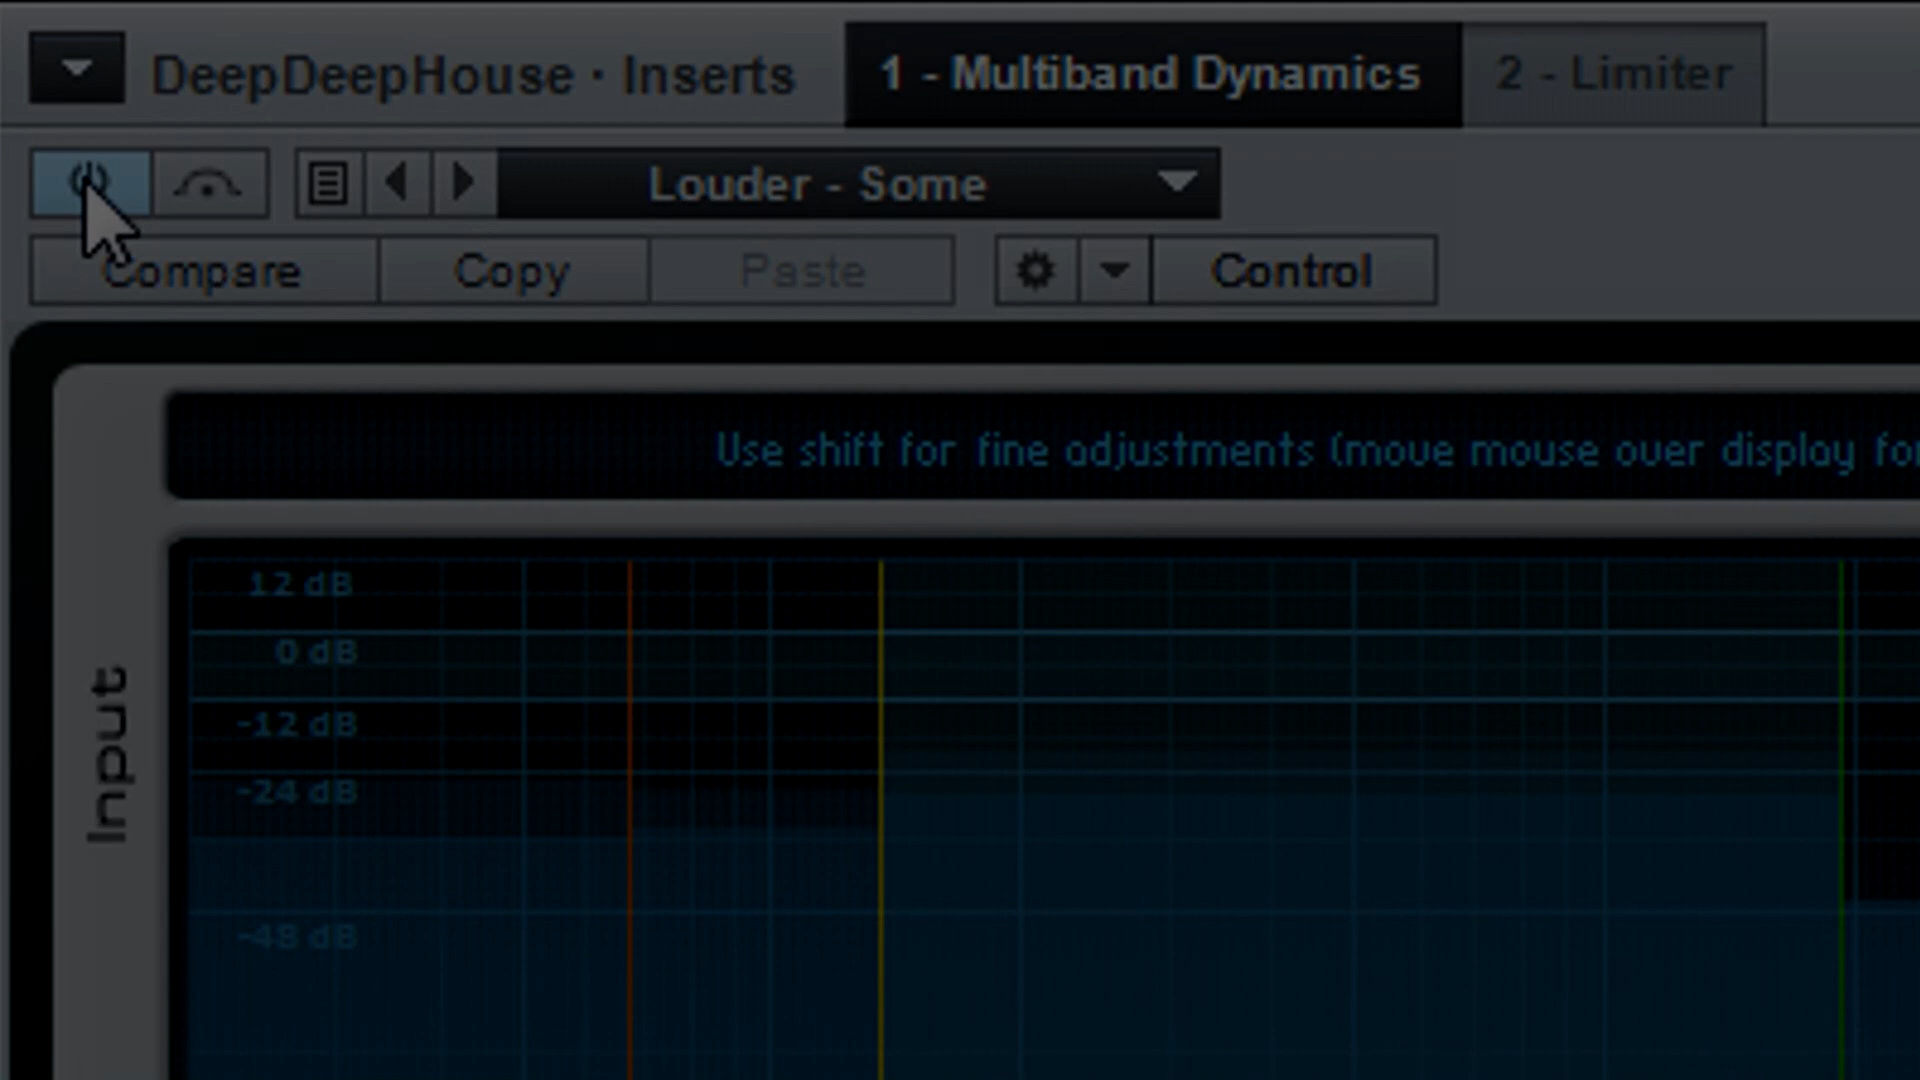 DeepDeepHouse · Inserts 1 - Multiband Dynamics 2 - Limiter
Louder - Some
Compare Copy Paste Control
Use shift for fine adjustments (move mouse over display for
12 dB
0 dB
-12 dB
-24 dB
-48 dB
Input